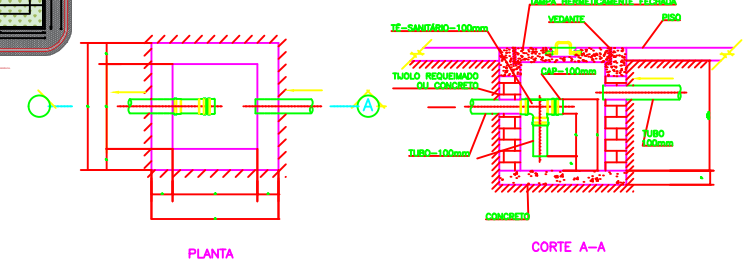 TAMPA HERMETICAMENTE FECHADA
TE-SANITÁRIO-100mm
VEDANTE
PISO
TIJOLO REQUEIMADO
OU CONCRETO
CAP-100mm
A
TUBO-100mm
TUBO
100mm
CONCRETO
PLANTA
CORTE A-A